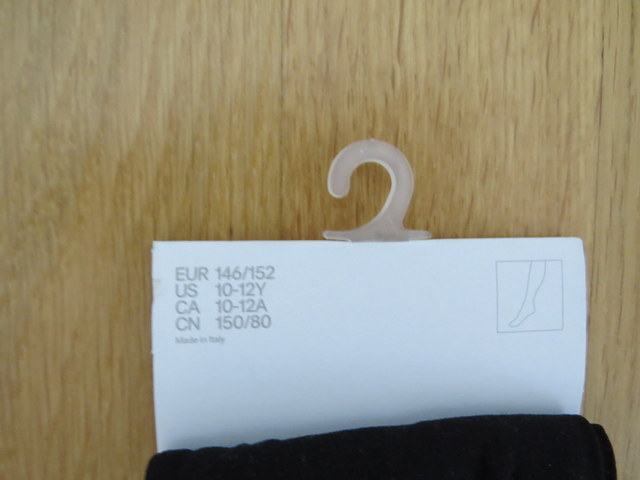 EUR 146/152
US 10-12Y
CA 10-12A
CN 150/80
Made in Italy